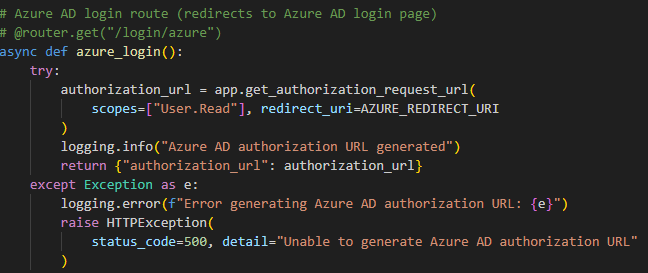 # Azure AD login route (redirects to Azure AD login page)
# @router.get("/login/azure")
async def azure_login():
    try:
        authorization_url = app.get_authorization_request_url(
            scopes=["User.Read"], redirect_uri=AZURE_REDIRECT_URI
        )
        logging.info("Azure AD authorization URL generated")
        return {"authorization_url": authorization_url}
    except Exception as e:
        logging.error(f"Error generating Azure AD authorization URL: {e}")
        raise HTTPException(
            status_code=500, detail="Unable to generate Azure AD authorization URL"
        )